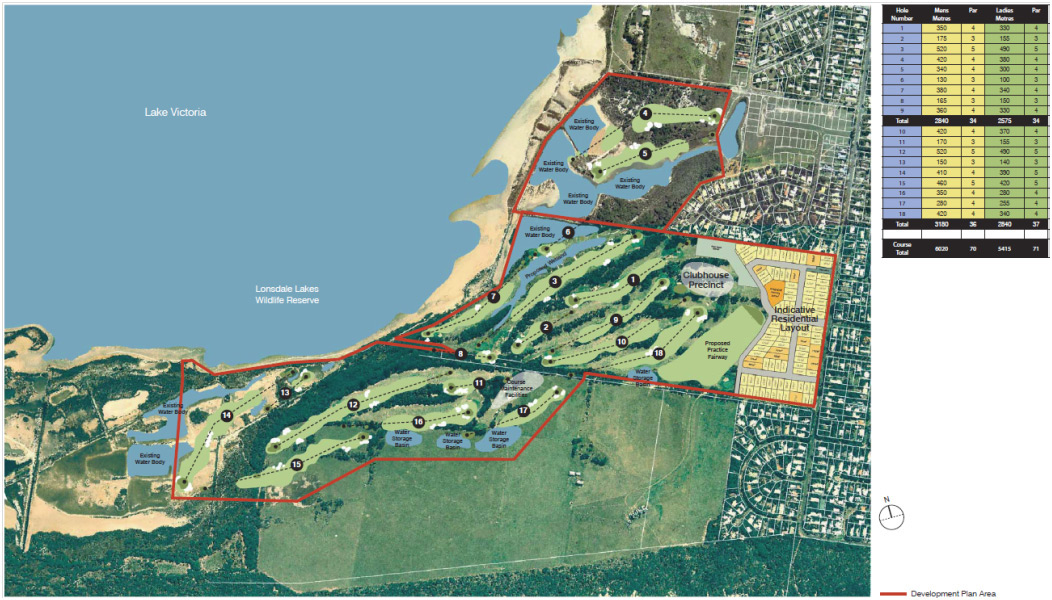 Lake Victoria
Lonsdale Lakes
Wildlife Reserve
4
5
Existing
Water Body
Existing
Water Body
Existing
Water Body
Existing
Water Body
Existing
Water Body
6
Proposed Wetland
7
3
1
2
9
10
18
8
Clubhouse
Precinct
Indicative
Residential
Layout
Proposed
Practice
Fairway
Water
Storage
Basin
Course
Maintenance
Facilities
11
12
13
14
15
16
17
Existing
Water Body
Existing
Water Body
Water
Storage
Basin
Water
Storage
Basin
Water
Storage
Basin
Hole Number Mens Metres Par Ladies Metres Par
1 350 4 330 4
2 175 3 155 3
3 520 5 490 5
4 420 4 380 4
5 340 4 300 4
6 130 3 100 3
7 380 4 340 4
8 165 3 150 3
9 360 4 330 4
Total 2840 34 2575 34
10 420 4 370 4
11 170 3 155 3
12 520 5 490 5
13 150 3 140 3
14 410 4 390 5
15 460 5 420 5
16 350 4 280 4
17 280 4 255 4
18 420 4 340 4
Total 3180 36 2840 37
Course Total 6020 70 5415 71
N
Development Plan Area